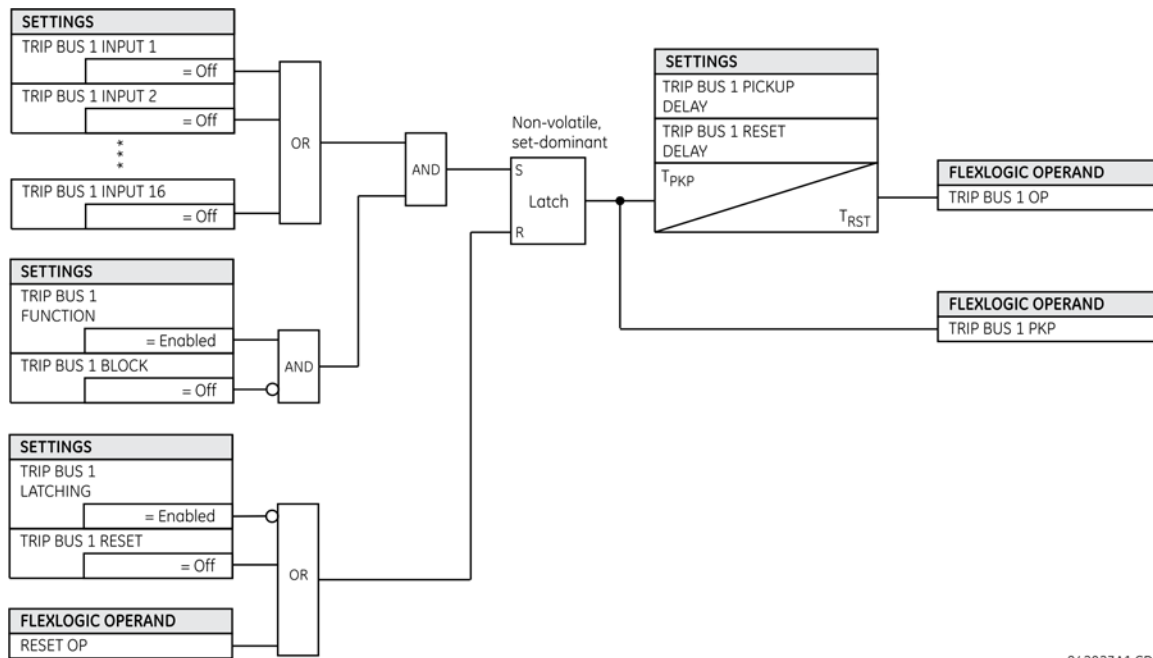 SETTINGS
TRIP BUS 1 INPUT 1
= Off
TRIP BUS 1 INPUT 2
= Off
***
TRIP BUS 1 INPUT 16
= Off
OR
AND
Non-volatile,
set-dominant
S
Latch
R
SETTINGS
TRIP BUS 1 PICKUP
DELAY
TRIP BUS 1 RESET
DELAY
TPKP
TRST
FLEXLOGIC OPERAND
TRIP BUS 1 OP
FLEXLOGIC OPERAND
TRIP BUS 1 PKP
SETTINGS
TRIP BUS 1
FUNCTION
= Enabled
TRIP BUS 1 BLOCK
= Off
AND
SETTINGS
TRIP BUS 1
LATCHING
= Enabled
TRIP BUS 1 RESET
= Off
OR
FLEXLOGIC OPERAND
RESET OP